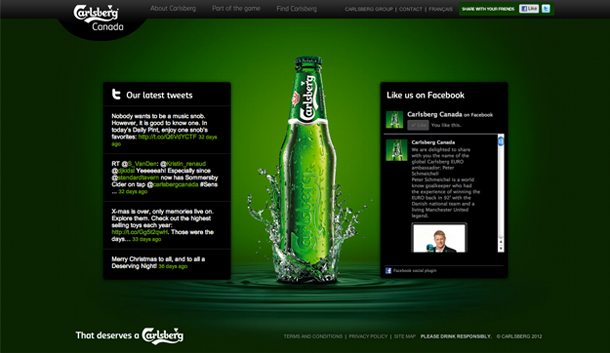 Carlsberg
Canada
About Carlsberg Part of the game Find Carlsberg CARLSBERG GROUP | CONTACT | FRANÇAIS SHARE WITH YOUR FRIENDS Like
Our latest tweets
Nobody wants to be a music snob.
However, it is good to know one. In
today's Daily Pint, enjoy one snob's
favorites: http://t.co/Q6VdYCTF 32 days
ago
RT @S_VanDen: @Kristin_renaud
@djkidsl Yeeeeeah! Especially since
@standardtavern now has Sommersby
Cider on tap @carlsbergcanada #Sens
... 32 days ago
X-mas is over, only memories live on.
Explore them. Check out the highest
selling toys each year:
http://t.co/Gg5t2qwH. Those were the
days... 33 days ago
Merry Christmas to all, and to all a
Deserving Night! 36 days ago
Carlsberg
Like us on Facebook
Carlsberg Canada on Facebook
Like You like this.
Carlsberg Canada
We are delighted to share
with you the name of the
global Carlsberg EURO
ambassador: Peter
Schmeichel!
Peter Schmeichel is a world
know goalkeeper who had
the experience of winning the
EURO back in 92' with the
Danish national team and a
living Manchester United
legend.
Facebook social plugin
That deserves a Carlsberg
TERMS AND CONDITIONS | PRIVACY POLICY | SITE MAP PLEASE DRINK RESPONSIBLY. © CARLSBERG 2012